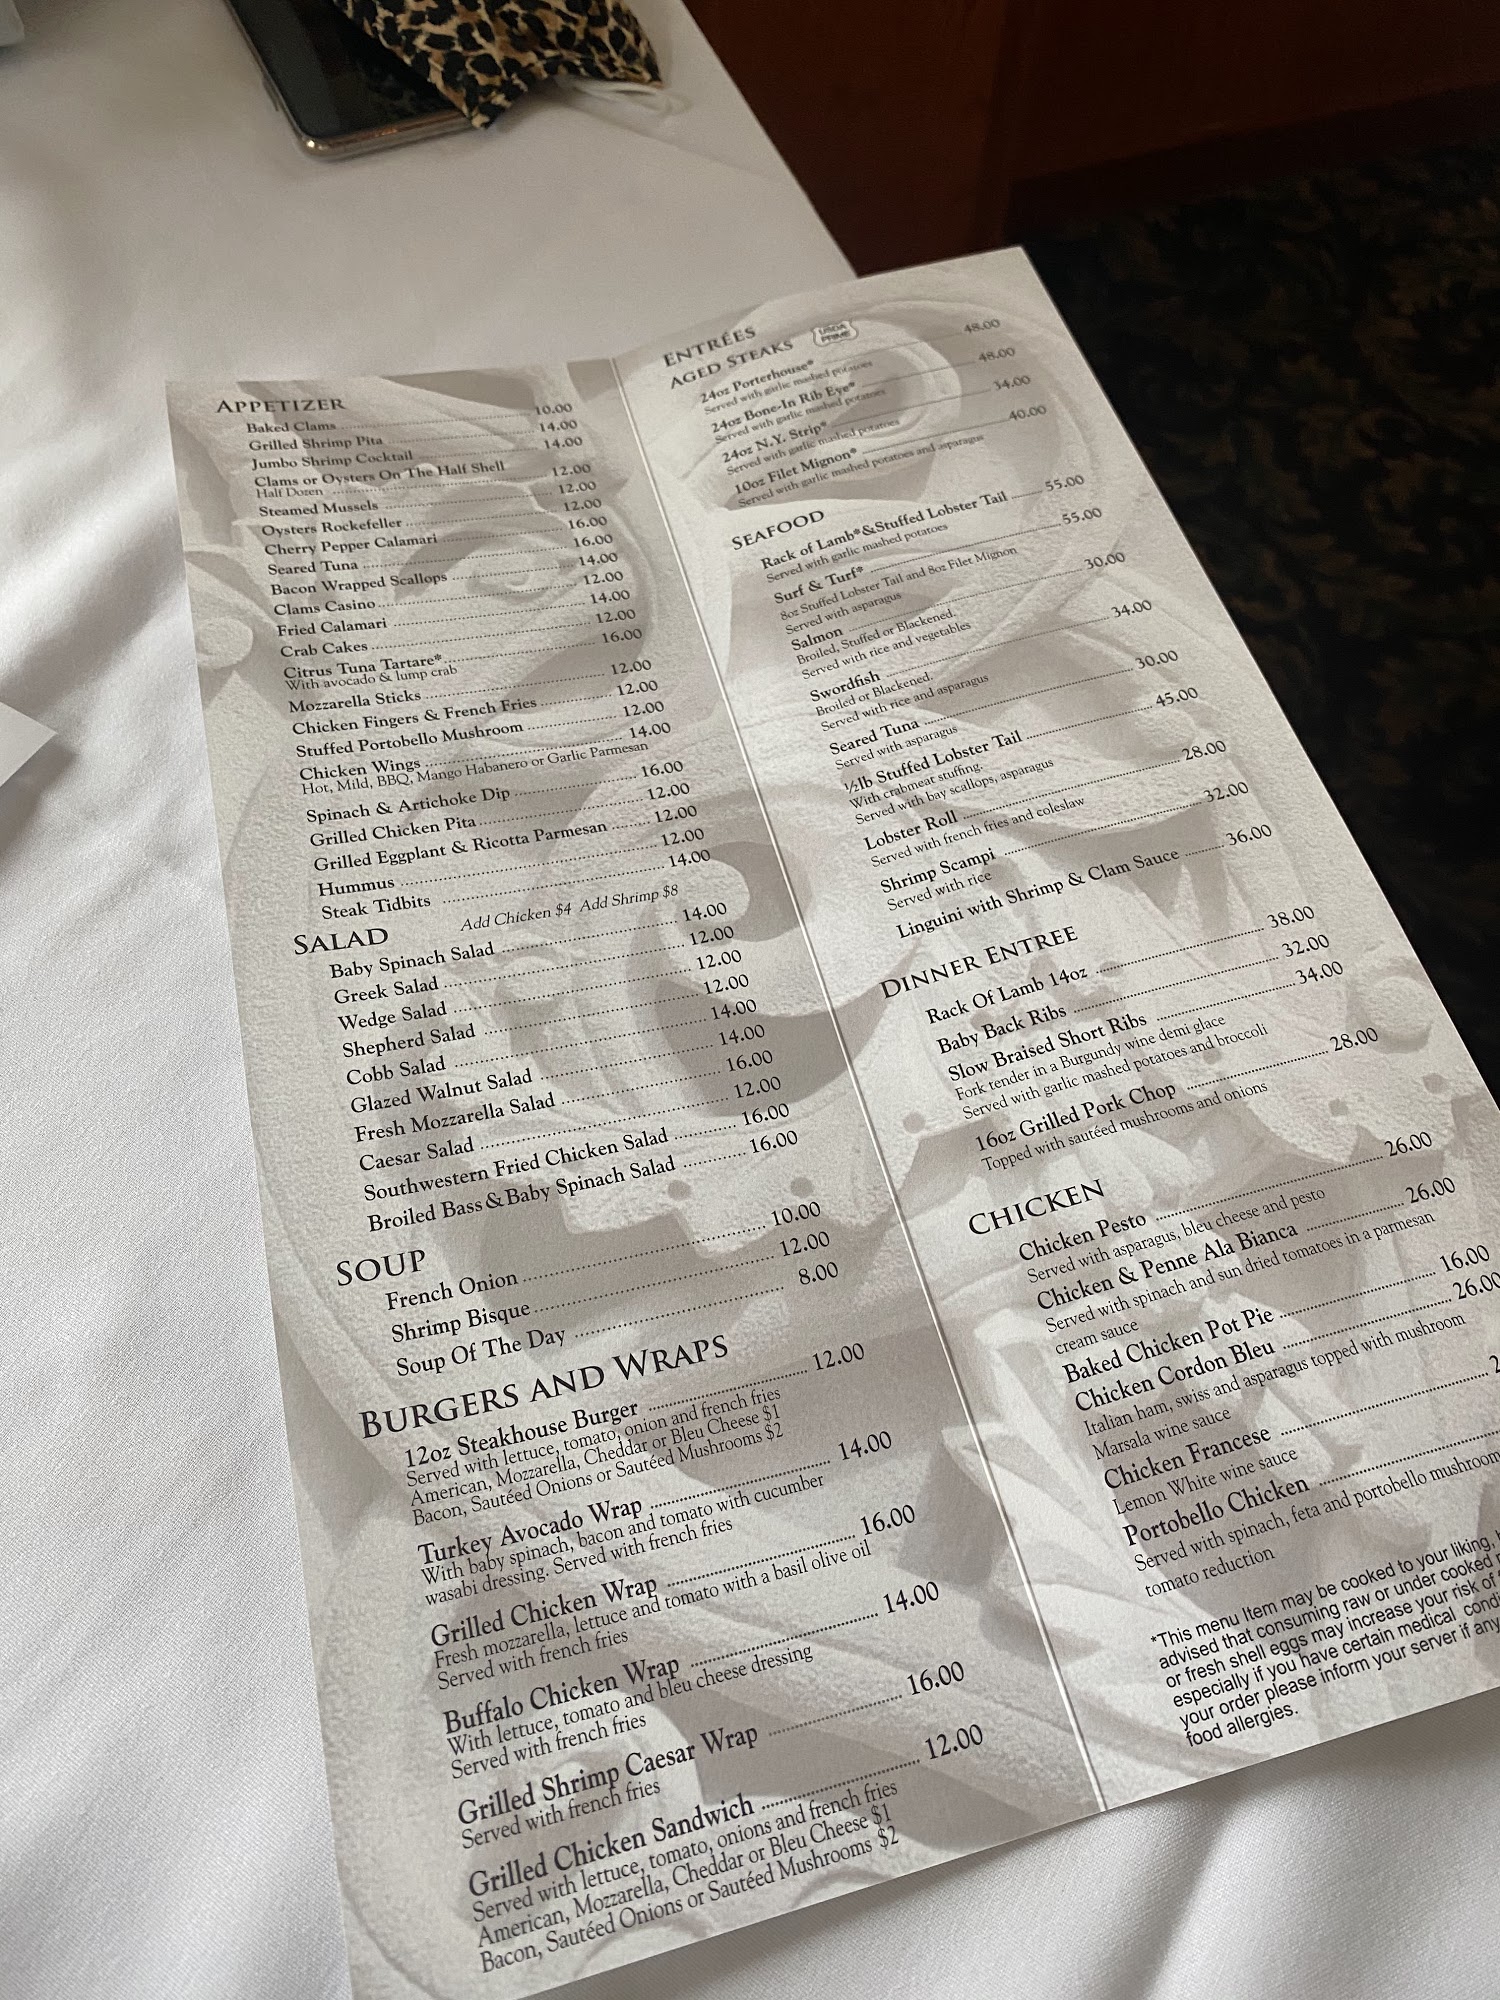 APPETIZER
Baked Clams 10.00
Grilled Shrimp Pita 14.00
Jumbo Shrimp Cocktail 14.00
Clams or Oysters On The Half Shell
Half Dozen 12.00
Steamed Mussels 12.00
Oysters Rockefeller 12.00
Cherry Pepper Calamari 16.00
Seared Tuna 16.00
Bacon Wrapped Scallops 14.00
Clams Casino 12.00
Fried Calamari 14.00
Crab Cakes 12.00
Citrus Tuna Tartare* 16.00
With avocado & lump crab
Mozzarella Sticks 12.00
Chicken Fingers & French Fries 12.00
Stuffed Portobello Mushroom 12.00
Chicken Wings 14.00
Hot, Mild, BBQ, Mango Habanero or Garlic Parmesan
Spinach & Artichoke Dip 16.00
Grilled Chicken Pita 12.00
Grilled Eggplant & Ricotta Parmesan 12.00
Hummus 12.00
Steak Tidbits 14.00
SALAD Add Chicken $4 Add Shrimp $8
Baby Spinach Salad 14.00
Greek Salad 12.00
Wedge Salad 12.00
Shepherd Salad 12.00
Cobb Salad 14.00
Glazed Walnut Salad 14.00
Fresh Mozzarella Salad 16.00
Caesar Salad 12.00
Southwestern Fried Chicken Salad 16.00
Broiled Bass & Baby Spinach Salad 16.00
SOUP
French Onion 10.00
Shrimp Bisque 12.00
Soup Of The Day 8.00
BURGERS AND WRAPS
12oz Steakhouse Burger 12.00
Served with lettuce, tomato, onion and french fries
American, Mozzarella, Cheddar or Bleu Cheese $1
Bacon, Sautéed Onions or Sautéed Mushrooms $2
Turkey Avocado Wrap 14.00
With baby spinach, bacon and tomato with cucumber
wasabi dressing. Served with french fries
Grilled Chicken Wrap 16.00
Fresh mozzarella, lettuce and tomato with a basil olive oil
Served with french fries
Buffalo Chicken Wrap 14.00
With lettuce, tomato and bleu cheese dressing
Served with french fries
Grilled Shrimp Caesar Wrap 16.00
Served with french fries
Grilled Chicken Sandwich 12.00
Served with lettuce, tomato, onions and french fries
American, Mozzarella, Cheddar or Bleu Cheese $1
Bacon, Sautéed Onions or Sautéed Mushrooms $2
ENTRÉES
AGED STEAKS USDA PRIME
24oz Porterhouse* 48.00
Served with garlic mashed potatoes
24oz Bone-In Rib Eye* 48.00
Served with garlic mashed potatoes
24oz N.Y. Strip* 34.00
Served with garlic mashed potatoes
10oz Filet Mignon* 40.00
Served with garlic mashed potatoes and asparagus
SEAFOOD
Rack of Lamb*&Stuffed Lobster Tail 55.00
Served with garlic mashed potatoes
Surf & Turf* 55.00
8oz Stuffed Lobster Tail and 8oz Filet Mignon
Served with asparagus
Salmon 30.00
Broiled, Stuffed or Blackened.
Served with rice and vegetables
Swordfish 34.00
Broiled or Blackened.
Served with rice and asparagus
Seared Tuna 30.00
Served with asparagus
½lb Stuffed Lobster Tail 45.00
With crabmeat stuffing.
Served with bay scallops, asparagus
Lobster Roll 28.00
Served with french fries and coleslaw
Shrimp Scampi 32.00
Served with rice
Linguini with Shrimp & Clam Sauce 36.00
DINNER ENTREE
Rack Of Lamb 14oz 38.00
Baby Back Ribs 32.00
Slow Braised Short Ribs 34.00
Fork tender in a Burgundy wine demi glace
Served with garlic mashed potatoes and broccoli
16oz Grilled Pork Chop 28.00
Topped with sautéed mushrooms and onions
CHICKEN
Chicken Pesto 26.00
Served with asparagus, bleu cheese and pesto
Chicken & Penne Ala Bianca 26.00
Served with spinach and sun dried tomatoes in a parmesan
cream sauce
Baked Chicken Pot Pie 16.00
Chicken Cordon Bleu 26.00
Italian ham, swiss and asparagus topped with mushroom
Marsala wine sauce
Chicken Francese 2
Lemon White wine sauce
Portobello Chicken
Served with spinach, feta and portobello mushroom
tomato reduction
*This menu Item may be cooked to your liking,
advised that consuming raw or under cooked
or fresh shell eggs may increase your risk of
especially if you have certain medical condi
your order please inform your server if any
food allergies.